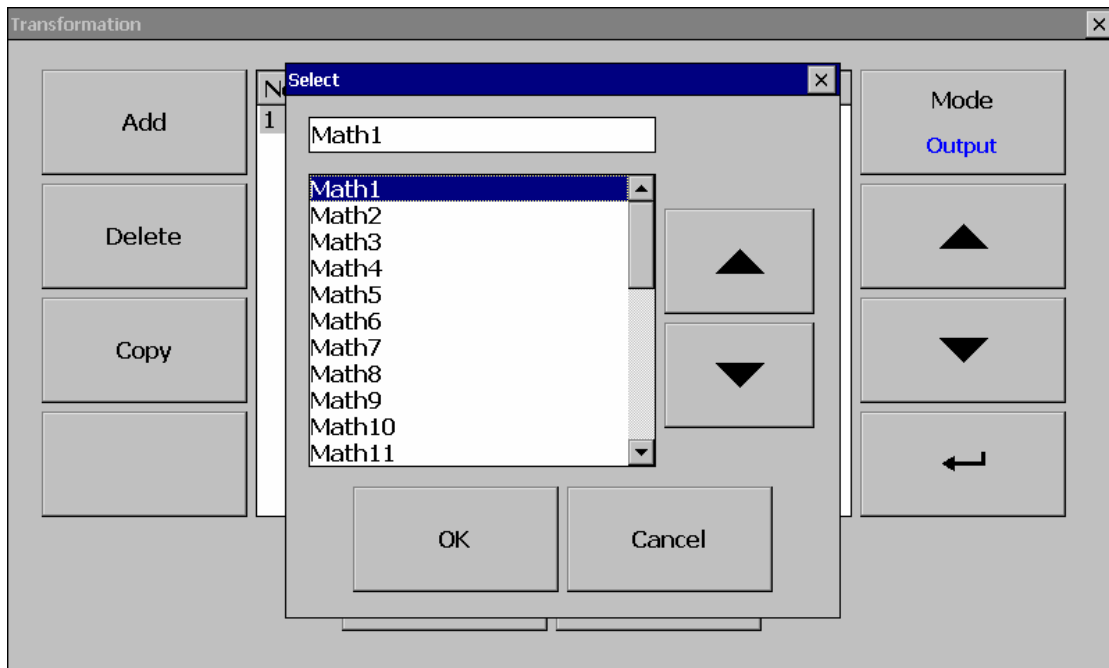 Transformation
Add
Delete
Copy
1
Select
Math1
Math1
Math2
Math3
Math4
Math5
Math6
Math7
Math8
Math9
Math10
Math11
OK
Cancel
Mode
Output